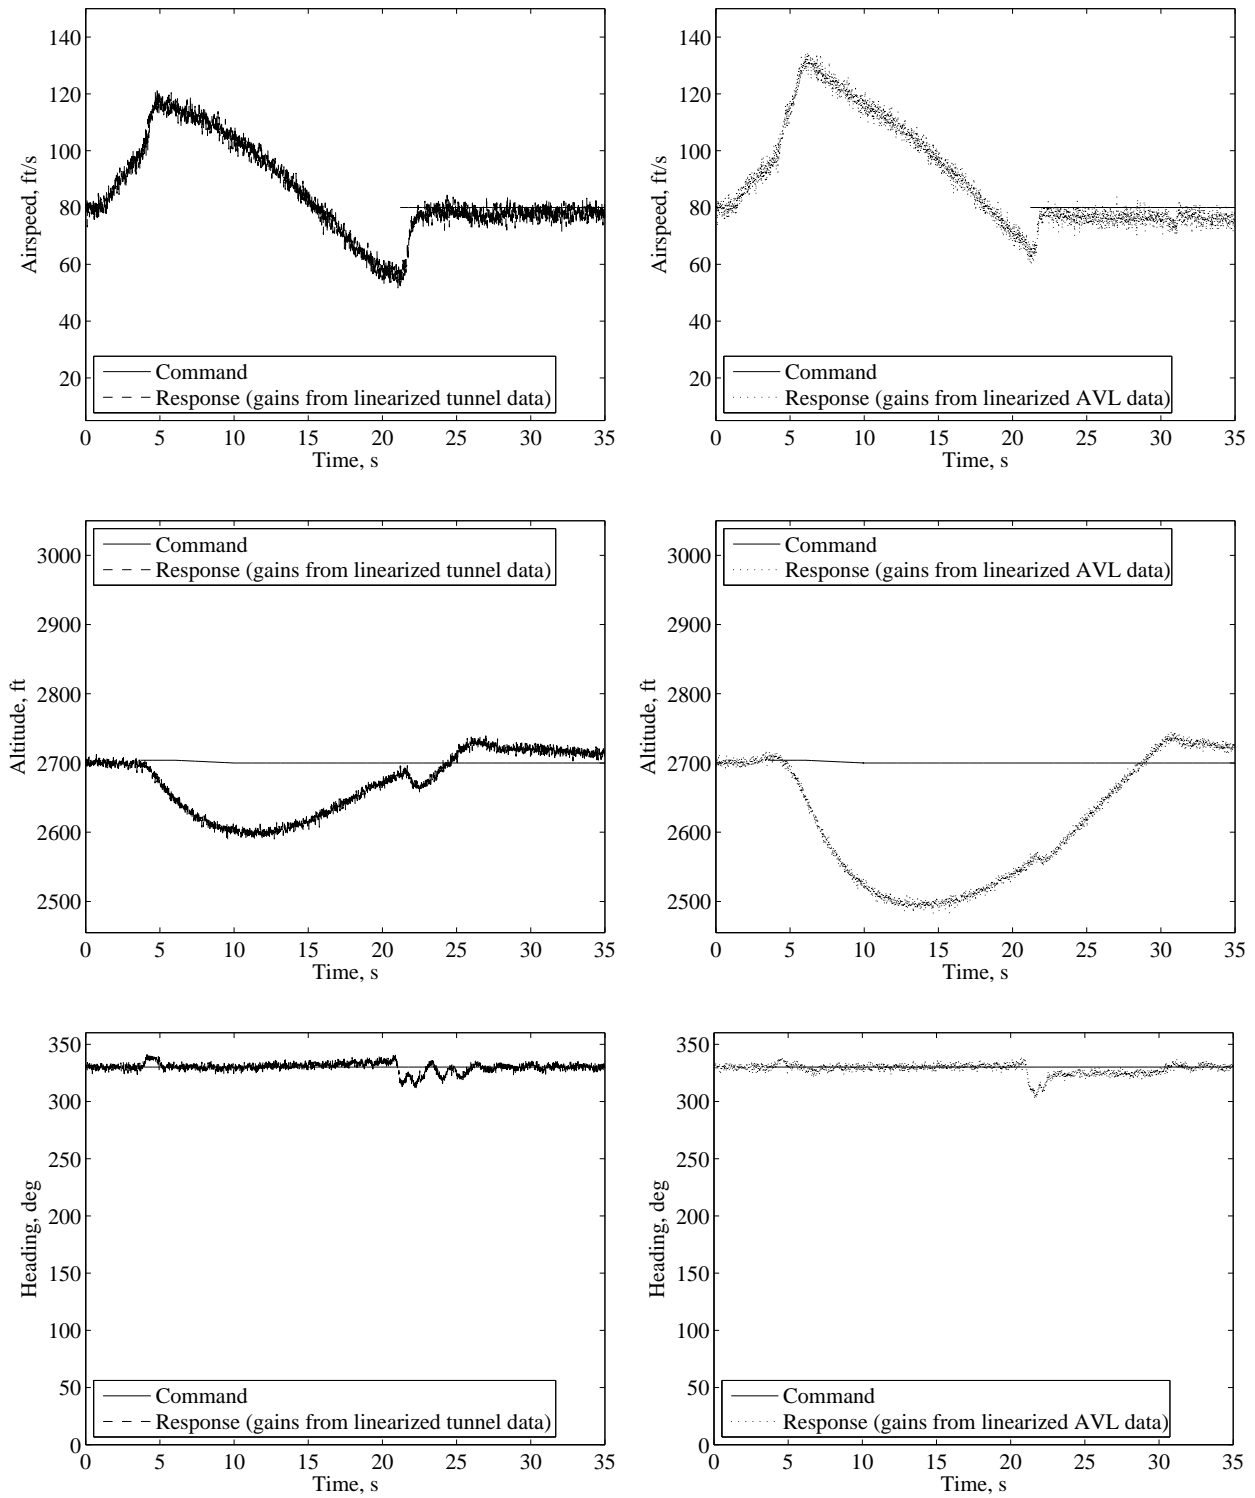 140
120
100
80
60
40
20
Airspeed, ft/s
Command
Response (gains from linearized tunnel data)
0 5 10 15 20 25 30 35
Time, s
140
120
100
80
60
40
20
Airspeed, ft/s
Command
Response (gains from linearized AVL data)
0 5 10 15 20 25 30 35
Time, s
3000
2900
2800
2700
2600
2500
Altitude, ft
Command
Response (gains from linearized tunnel data)
0 5 10 15 20 25 30 35
Time, s
3000
2900
2800
2700
2600
2500
Altitude, ft
Command
Response (gains from linearized AVL data)
0 5 10 15 20 25 30 35
Time, s
350
300
250
200
150
100
50
0
Heading, deg
Command
Response (gains from linearized tunnel data)
0 5 10 15 20 25 30 35
Time, s
350
300
250
200
150
100
50
0
Heading, deg
Command
Response (gains from linearized AVL data)
0 5 10 15 20 25 30 35
Time, s